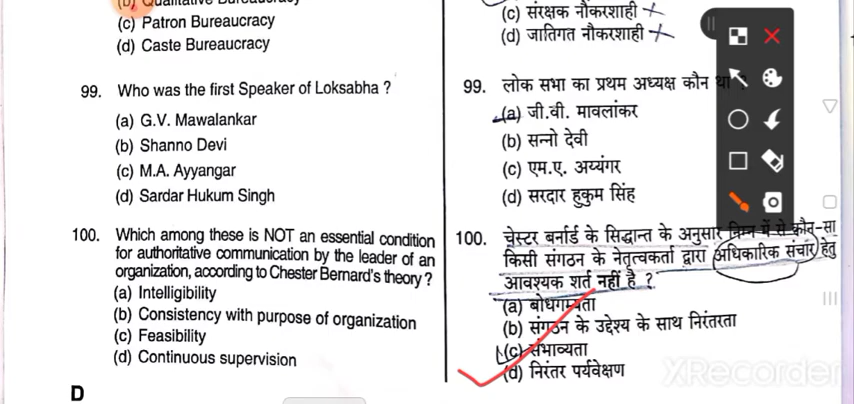 (b) Qualitative Bureaucracy
(c) Patron Bureaucracy
(d) Caste Bureaucracy
99. Who was the first Speaker of Loksabha ?
(a) G.V. Mawalankar
(b) Shanno Devi
(c) M.A. Ayyangar
(d) Sardar Hukum Singh
100. Which among these is NOT an essential condition
for authoritative communication by the leader of an
organization, according to Chester Bernard's theory ?
(a) Intelligibility
(b) Consistency with purpose of organization
(c) Feasibility
(d) Continuous supervision
D
(c) संरक्षक नौकरशाही
(d) जातिगत नौकरशाही
99. लोक सभा का प्रथम अध्यक्ष कौन था ?
(a) जी.वी. मावलांकर
(b) सन्नो देवी
(c) एम.ए. अय्यंगर
(d) सरदार हुकुम सिंह
100. चेस्टर बर्नार्ड के सिद्धान्त के अनुसार निम्न में से कौन-सा
किसी संगठन के नेतृत्वकर्ता द्वारा अधिकारिक संचार हेतु
आवश्यक शर्त नहीं है ?
(a) बोधगम्यता
(b) संगठन के उद्देश्य के साथ निरंतरता
(c) संभाव्यता
(d) निरंतर पर्यवेक्षण
XRecorder